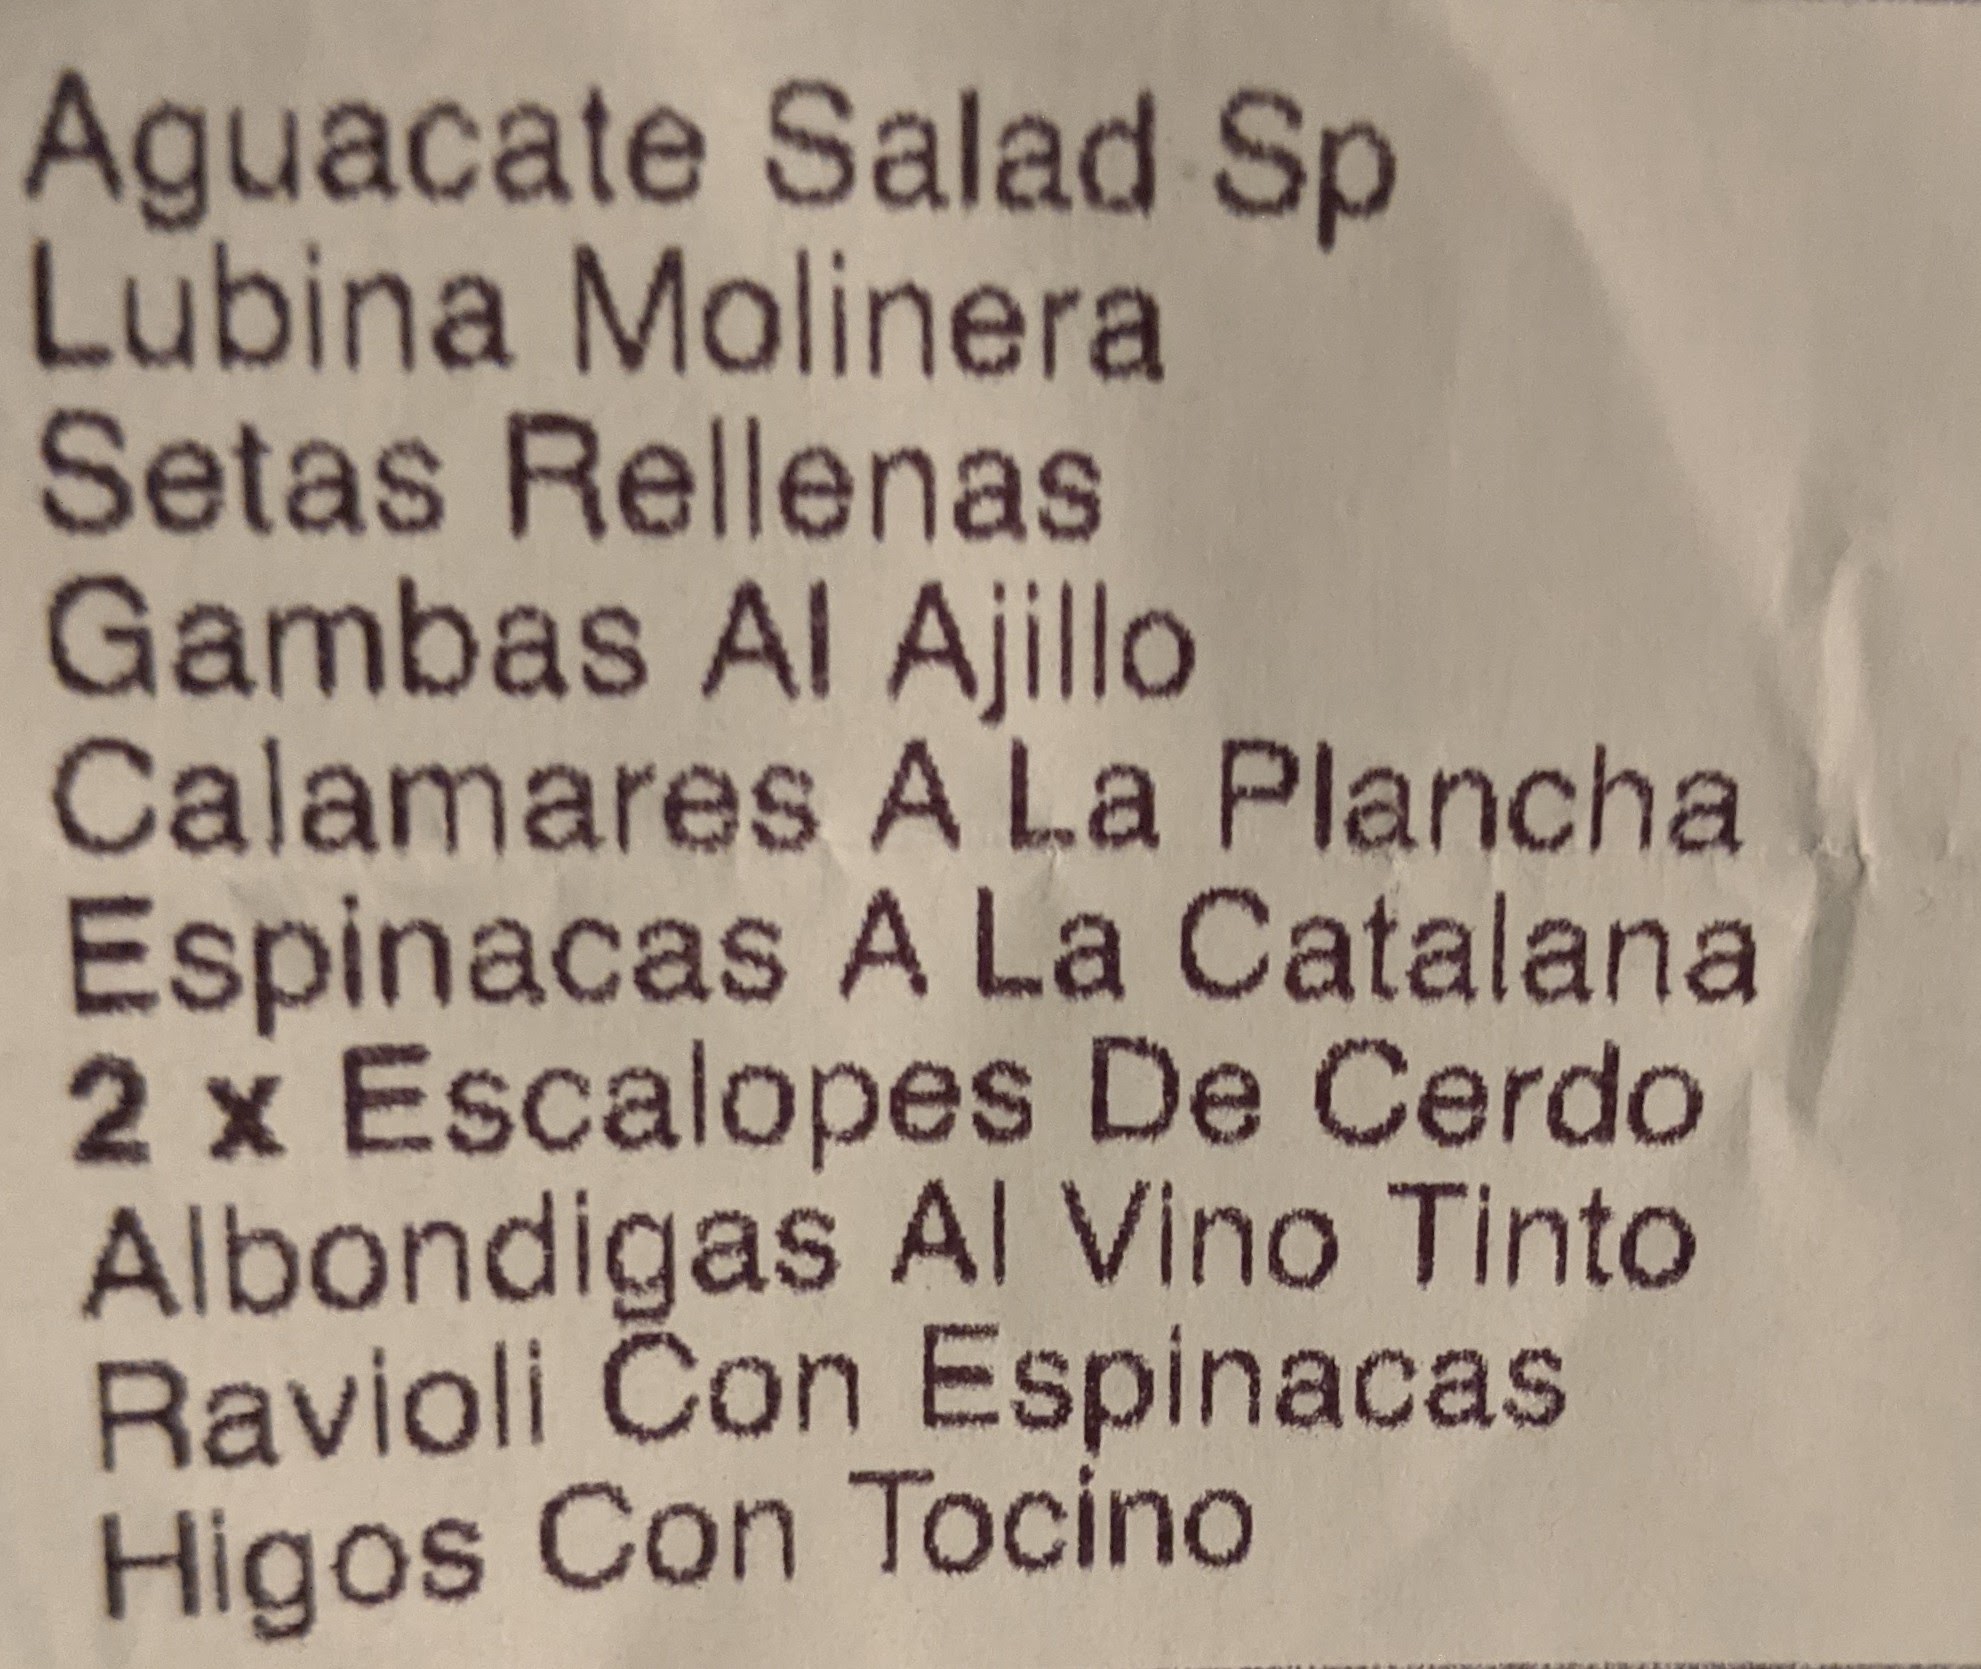 Aguacate Salad Sp
Lubina Molinera
Setas Rellenas
Gambas Al Ajillo
Calamares A La Plancha
Espinacas A La Catalana
2 x Escalopes De Cerdo
Albondigas Al Vino Tinto
Ravioli Con Espinacas
Higos Con Tocino